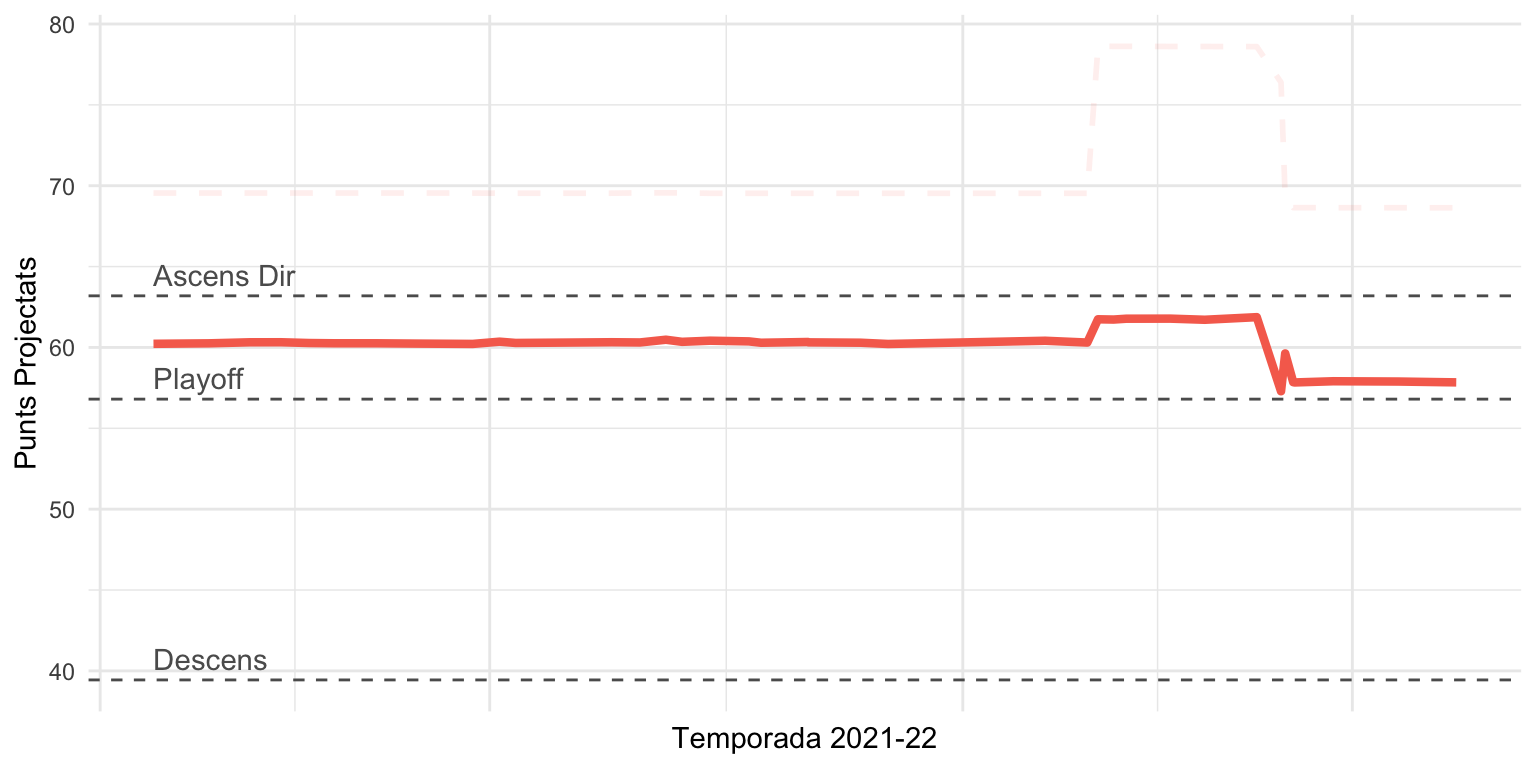 80
70
60
50
40
Punts Projectats
Ascens Dir
Playoff
Descens
Temporada 2021-22